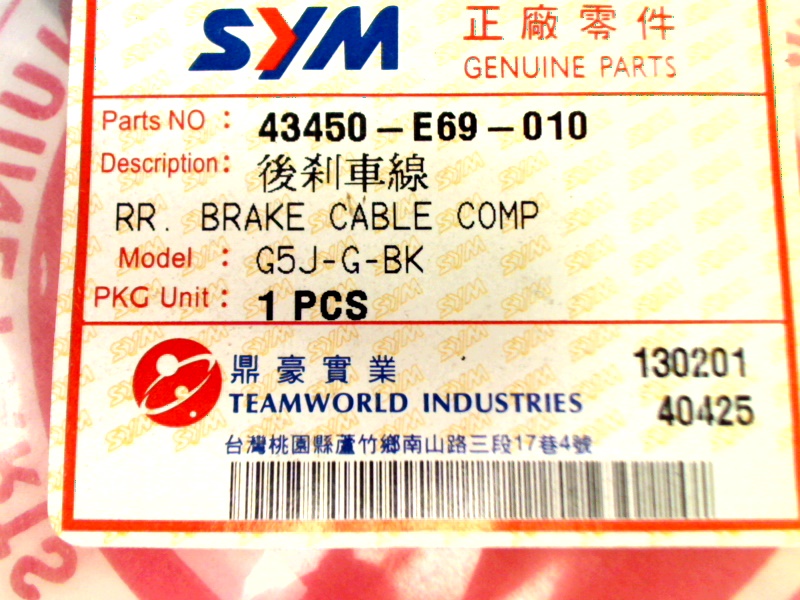 SYM 正廠零件
GENUINE PARTS
Parts NO : 43450-E69-010
Description: 後剎車線
RR. BRAKE CABLE COMP
Model : G5J-G-BK
PKG Unit : 1 PCS
鼎豪實業 130201
TEAMWORLD INDUSTRIES 40425
台灣桃園縣蘆竹鄉南山路三段17巷4號